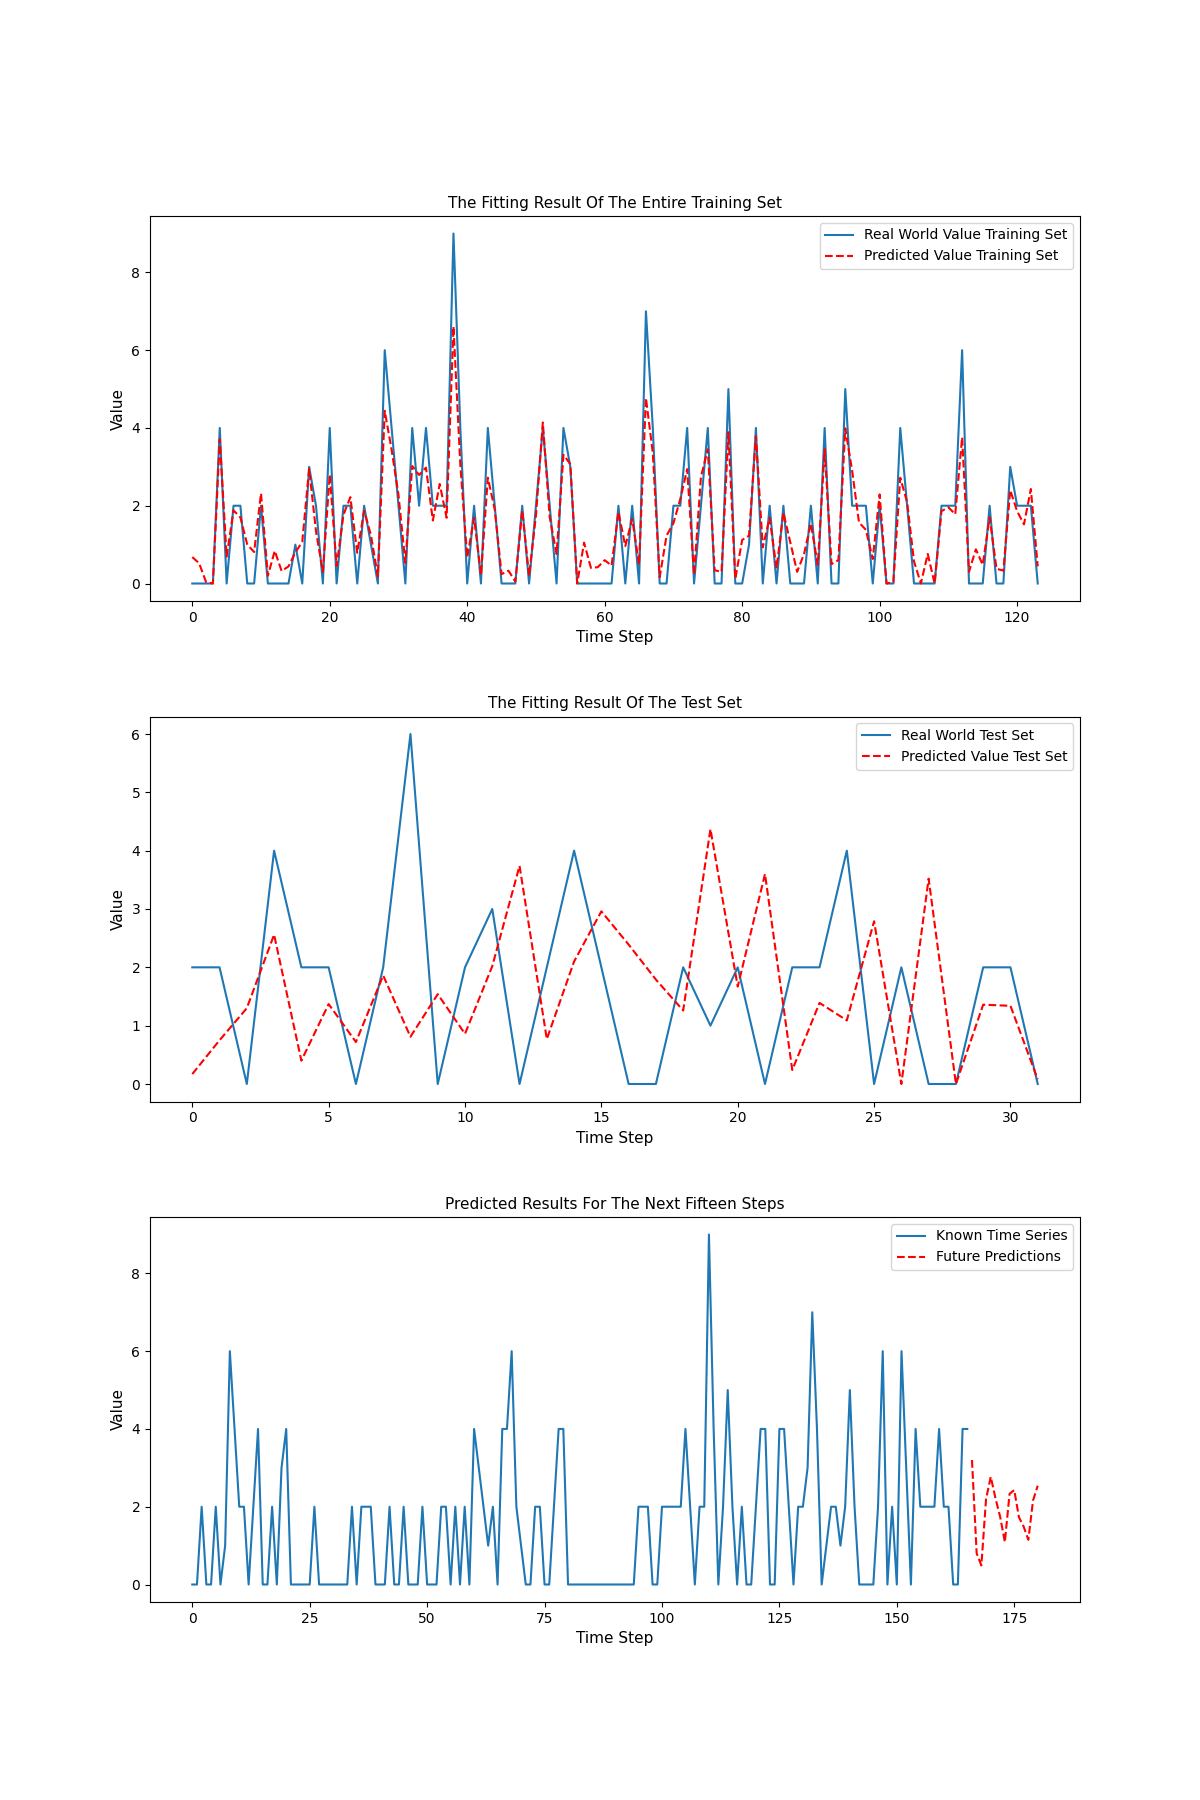 The Fitting Result Of The Entire Training Set
Real World Value Training Set
Predicted Value Training Set
Value
8
6
4
2
0
0 20 40 60 80 100 120
Time Step
The Fitting Result Of The Test Set
Real World Test Set
Predicted Value Test Set
Value
6
5
4
3
2
1
0
0 5 10 15 20 25 30
Time Step
Predicted Results For The Next Fifteen Steps
Known Time Series
Future Predictions
Value
8
6
4
2
0
0 25 50 75 100 125 150 175
Time Step